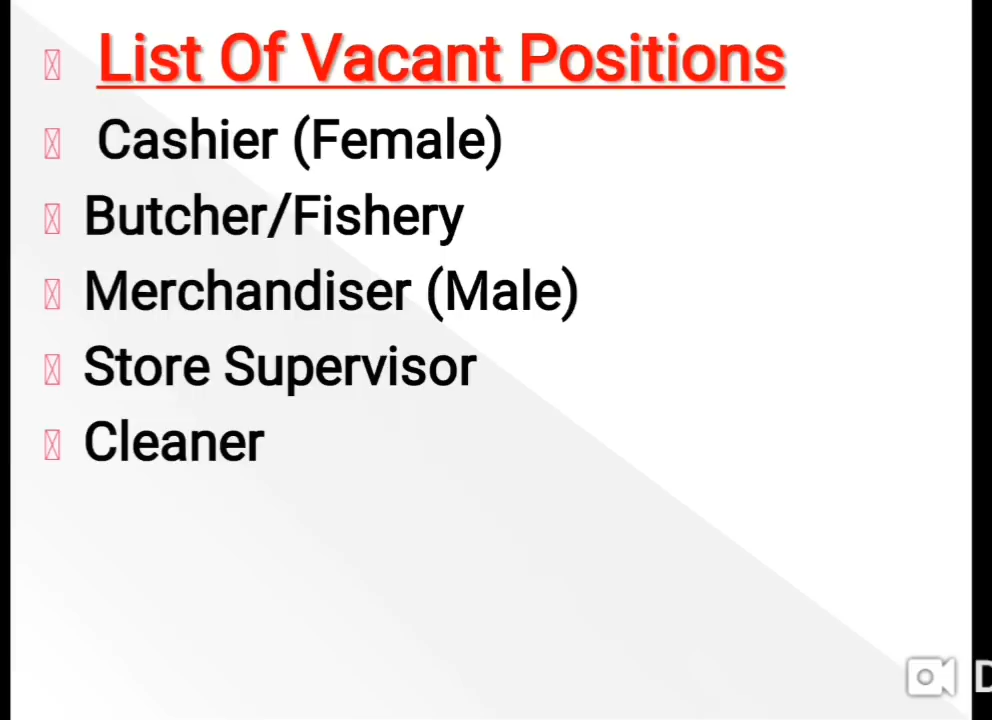 List Of Vacant Positions
Cashier (Female)
Butcher/Fishery
Merchandiser (Male)
Store Supervisor
Cleaner